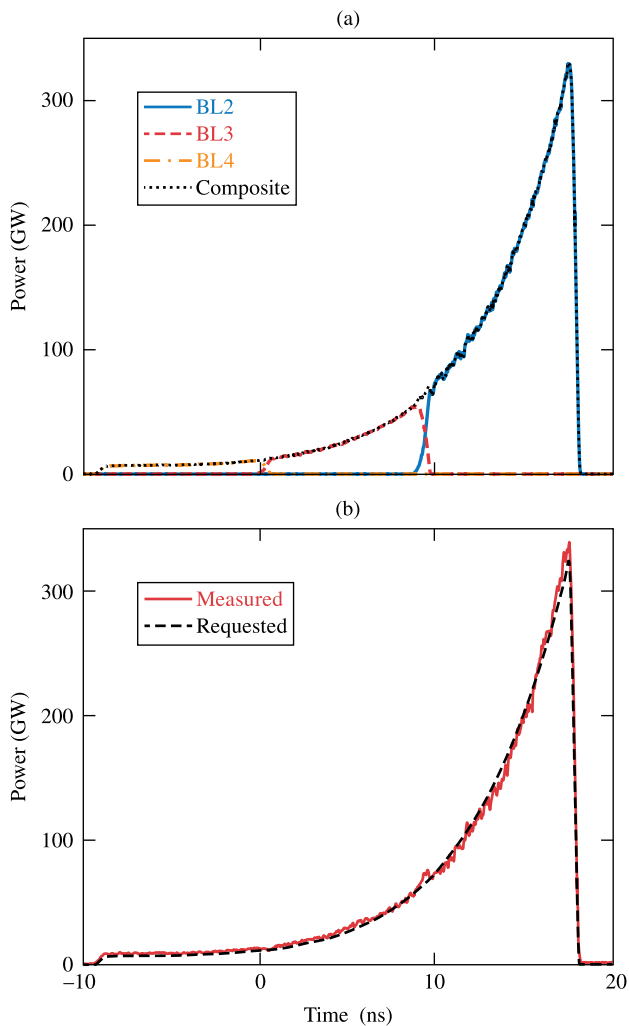 (a)
300
200
100
0
Power (GW)
BL2
BL3
BL4
Composite
(b)
300
200
100
0
Power (GW)
Measured
Requested
−10
0
10
20
Time (ns)